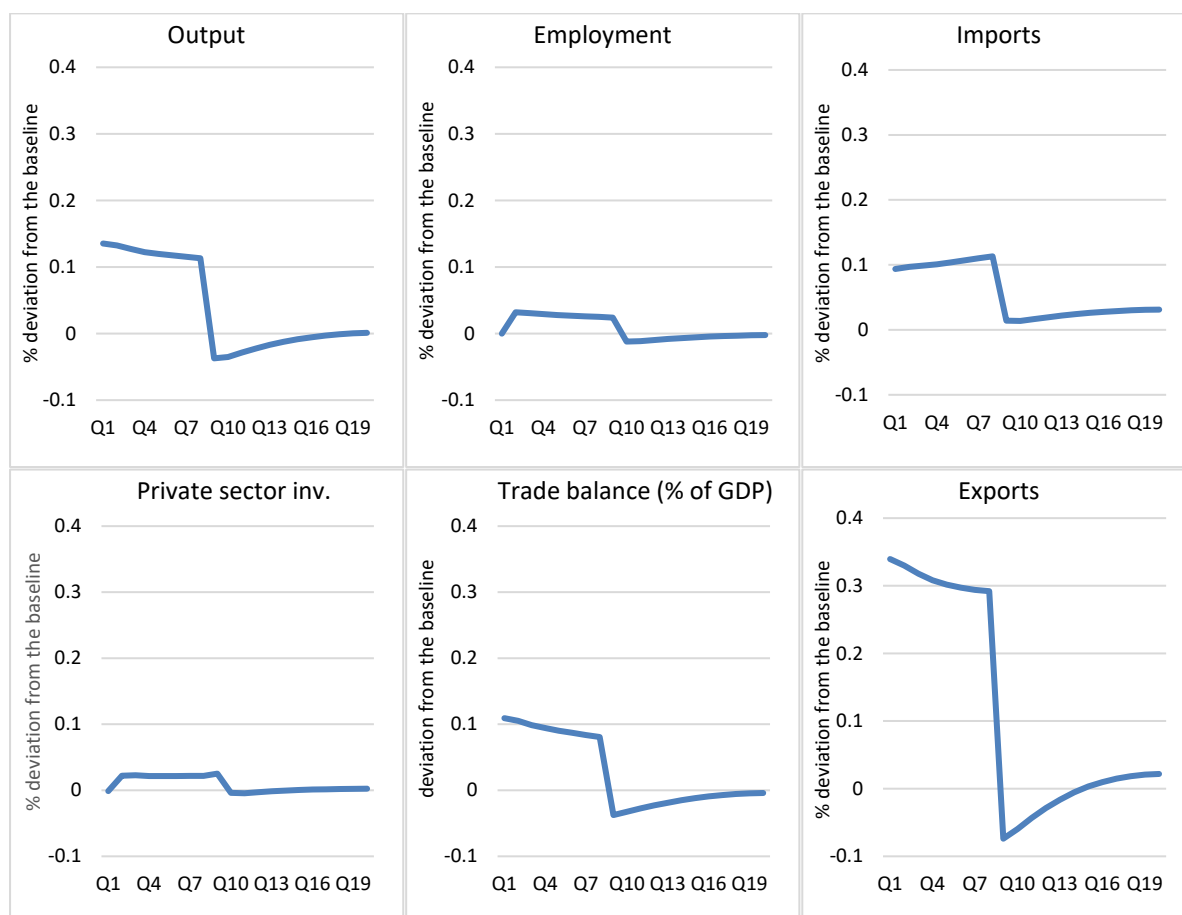 Output
% deviation from the baseline
0.4
0.3
0.2
0.1
0
-0.1
Q1 Q4 Q7 Q10 Q13 Q16 Q19
Employment
% deviation from the baseline
0.4
0.3
0.2
0.1
0
-0.1
Q1 Q4 Q7 Q10 Q13 Q16 Q19
Imports
% deviation from the baseline
0.4
0.3
0.2
0.1
0
-0.1
Q1 Q4 Q7 Q10 Q13 Q16 Q19
Private sector inv.
% deviation from the baseline
0.4
0.3
0.2
0.1
0
-0.1
Q1 Q4 Q7 Q10 Q13 Q16 Q19
Trade balance (% of GDP)
deviation from the baseline
0.4
0.3
0.2
0.1
0
-0.1
Q1 Q4 Q7 Q10 Q13 Q16 Q19
Exports
% deviation from the baseline
0.4
0.3
0.2
0.1
0
-0.1
Q1 Q4 Q7 Q10 Q13 Q16 Q19